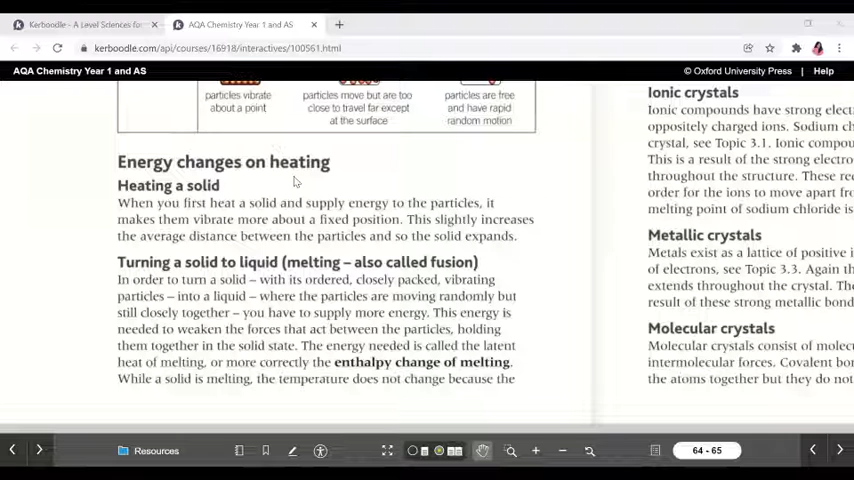 Kerboodle - A Level Sciences for
AQA Chemistry Year 1 and AS
kerboodle.com/api/courses/16918/interactives/100561.html
AQA Chemistry Year 1 and AS
© Oxford University Press | Help
particles vibrate
about a point
particles move but are too
close to travel far except
at the surface
particles are free
and have rapid
random motion
Energy changes on heating
Heating a solid
When you first heat a solid and supply energy to the particles, it
makes them vibrate more about a fixed position. This slightly increases
the average distance between the particles and so the solid expands.
Turning a solid to liquid (melting – also called fusion)
In order to turn a solid – with its ordered, closely packed, vibrating
particles – into a liquid – where the particles are moving randomly but
still closely together – you have to supply more energy. This energy is
needed to weaken the forces that act between the particles, holding
them together in the solid state. The energy needed is called the latent
heat of melting, or more correctly the enthalpy change of melting.
While a solid is melting, the temperature does not change because the
Ionic crystals
Ionic compounds have strong elect
oppositely charged ions. Sodium ch
crystal, see Topic 3.1. Ionic compou
This is a result of the strong electro
throughout the structure. These re
order for the ions to move apart fr
melting point of sodium chloride is
Metallic crystals
Metals exist as a lattice of positive i
of electrons, see Topic 3.3. Again th
extends throughout the crystal. The
result of these strong metallic bond
Molecular crystals
Molecular crystals consist of molecu
intermolecular forces. Covalent bon
the atoms together but they do not
Resources
64 - 65